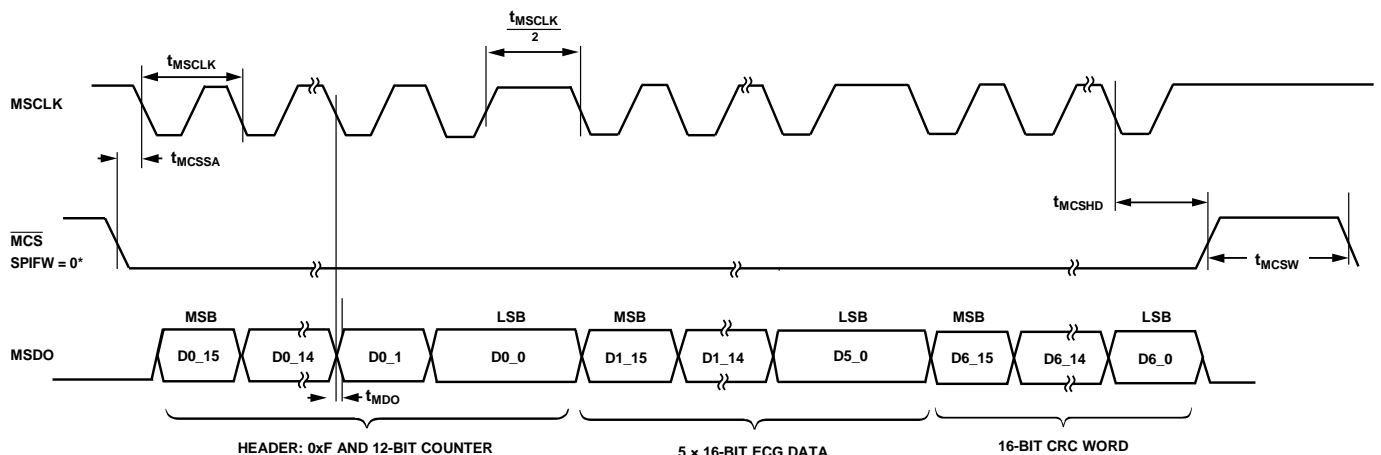 tMSCLK
2
tMSCLK
MSCLK
tMCSSA
tMCSHD
MCS
SPIFW = 0*
tMCSW
MSB LSB MSB LSB MSB LSB
MSDO D0_15 D0_14 D0_1 D0_0 D1_15 D1_14 D5_0 D6_15 D6_14 D6_0
tMDO
HEADER: 0xF AND 12-BIT COUNTER 5 × 16-BIT ECG DATA 16-BIT CRC WORD